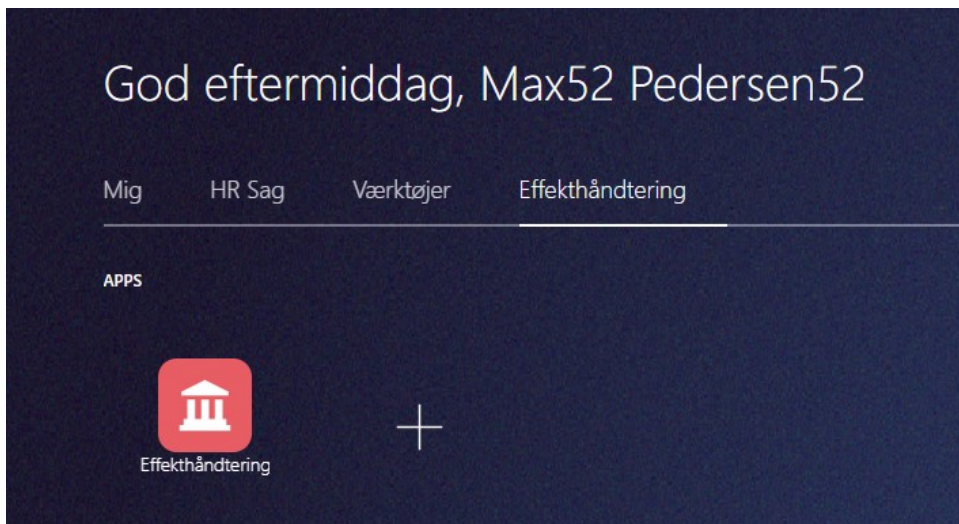 God eftermiddag, Max52 Pedersen52
Mig HR Sag Værktøjer Effekthåndtering
APPS
Effekthåndtering